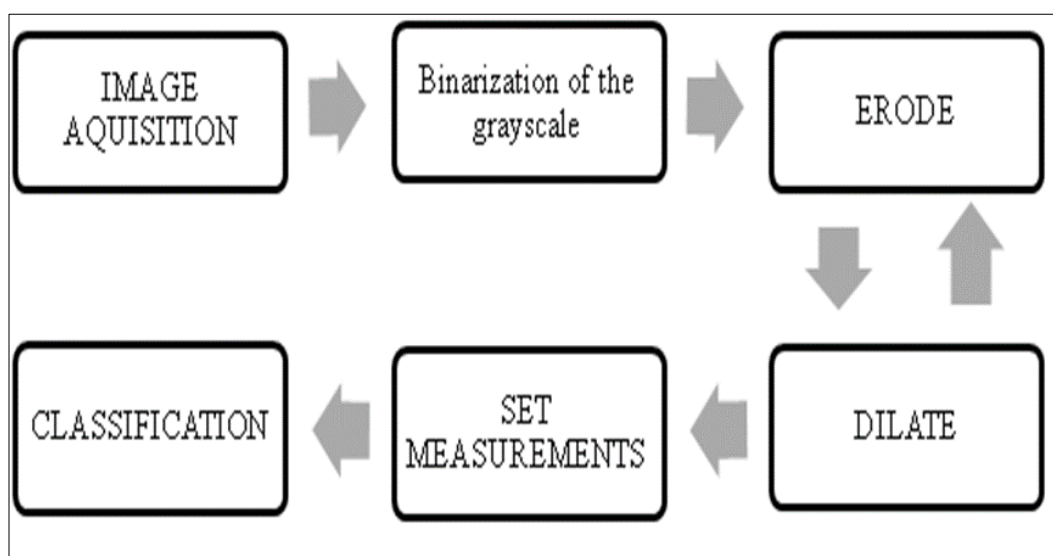 IMAGE
AQUISITION
Binarization of the
grayscale
ERODE
DILATE
SET
MEASUREMENTS
CLASSIFICATION